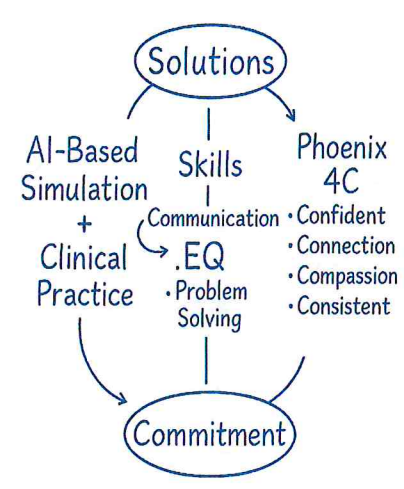 Solutions
AI-Based
Simulation
+
Clinical
Practice
Skills
Communication
.EQ
• Problem
Solving
Phoenix
4C
• Confident
• Connection
• Compassion
• Consistent
Commitment